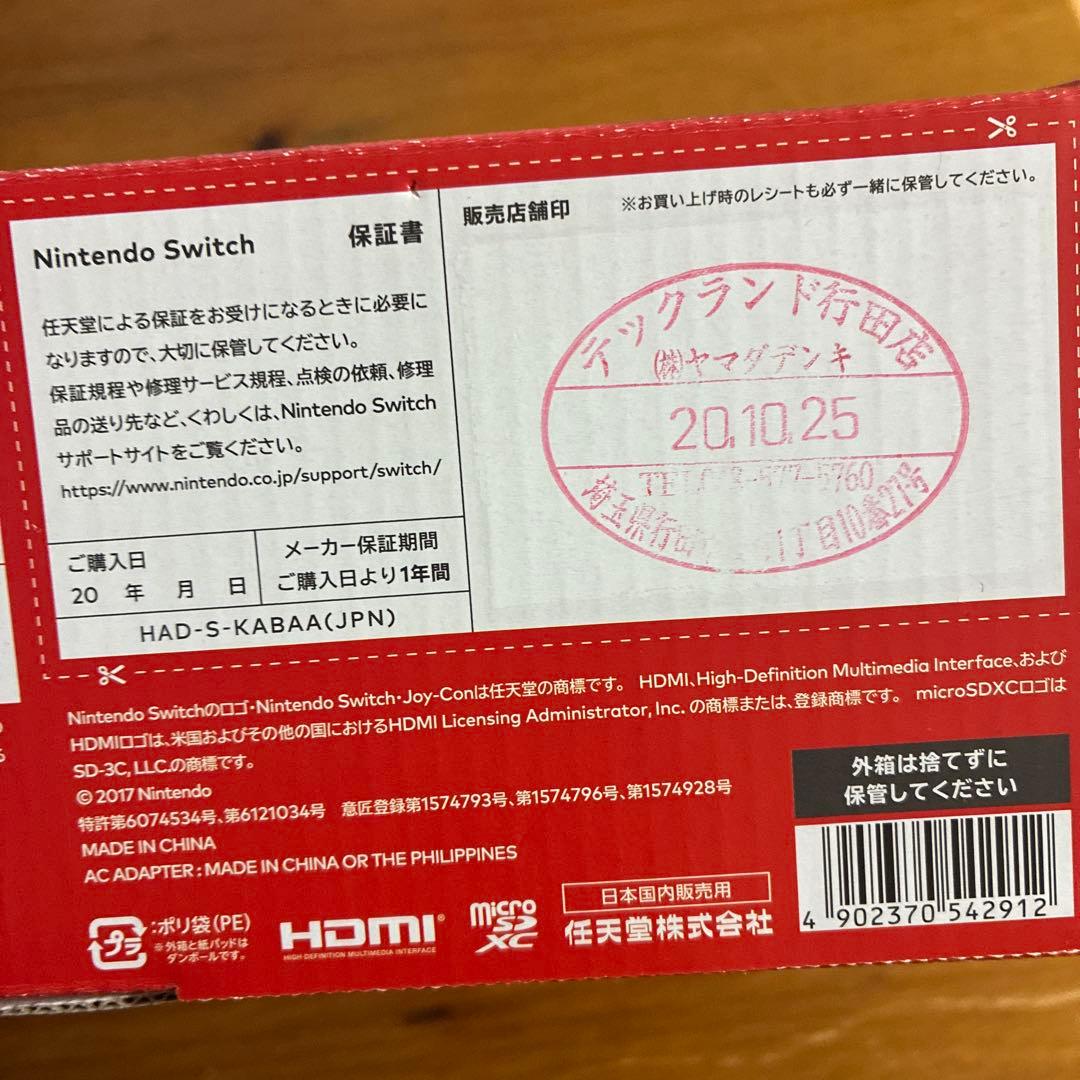 Nintendo Switch 保証書
任天堂による保証をお受けになるときに必要に
なりますので、大切に保管してください。
保証規程や修理サービス規程、点検の依頼、修理
品の送り先など、くわしくは、Nintendo Switch
サポートサイトをご覧ください。
https://www.nintendo.co.jp/support/switch/
ご購入日
20 年 月 日
メーカー保証期間
ご購入日より1年間
HAD-S-KABAA(JPN)
販売店舗印
※お買い上げ時のレシートも必ず一緒に保管してください。
テックランド行田店
(株)ヤマダデンキ
20.10.25
TEL
埼玉県行田 1丁目10番27号
Nintendo Switchのロゴ・Nintendo Switch・Joy-Conは任天堂の商標です。 HDMI、High-Definition Multimedia Interface、および
HDMIロゴは、米国およびその他の国におけるHDMI Licensing Administrator, Inc. の商標または、登録商標です。 microSDXCロゴは
SD-3C, LLC.の商標です。
© 2017 Nintendo
特許第6074534号、第6121034号 意匠登録第1574793号、第1574796号、第1574928号
MADE IN CHINA
AC ADAPTER : MADE IN CHINA OR THE PHILIPPINES
外箱は捨てずに
保管してください
プラ
:ポリ袋(PE)
※外箱と紙パッドは
ダンボールです。
HDMI®
HIGH-DEFINITION MULTIMEDIA INTERFACE
micro
SD
XC
日本国内販売用
任天堂株式会社
4 902370 542912